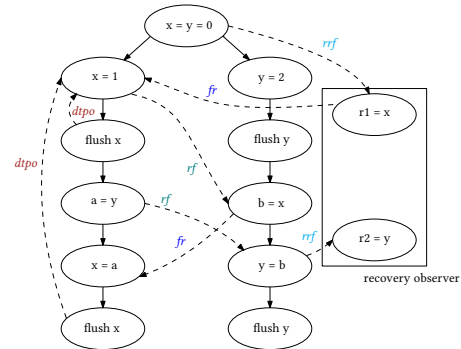 x = y = 0
rrf
x = 1
y = 2
fr
r1 = x
dtpo
flush x
flush y
dtpo
rf
a = y
rf
b = x
fr
rrf
r2 = y
x = a
y = b
recovery observer
flush x
flush y